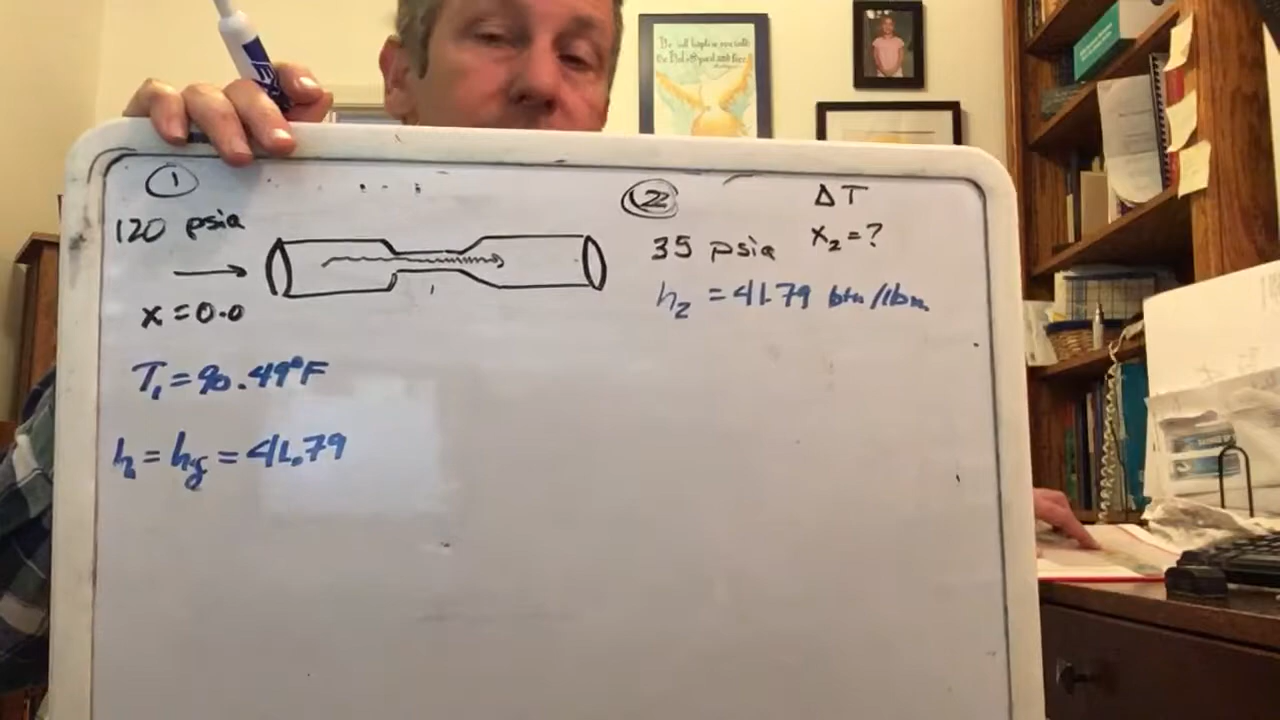 ①
120 psia
x = 0.0
T₁ = 90.49°F
h₁ = hg = 41.79
②
35 psia
h₂ = 41.79 btu/lbm
ΔT
x₂ = ?